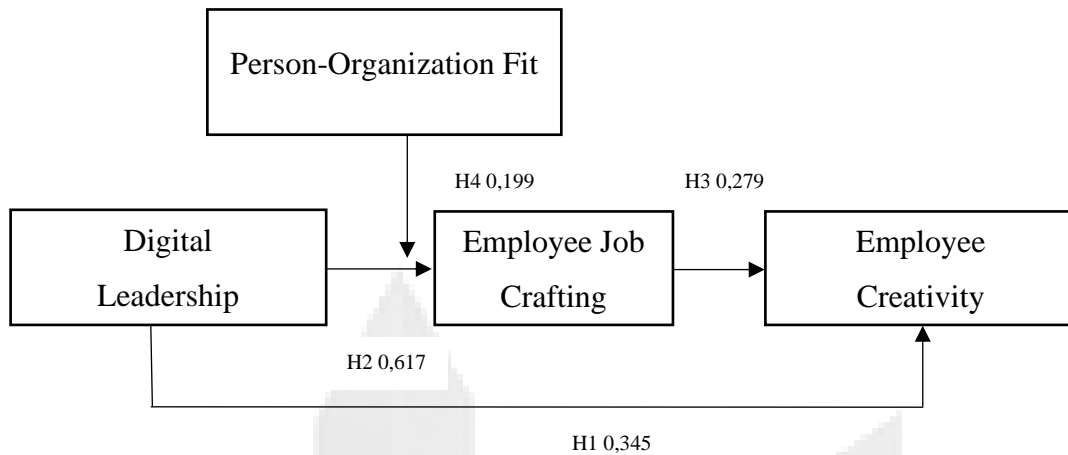 Person-Organization Fit
H4 0,199
H3 0,279
Digital
Leadership
Employee Job
Crafting
Employee
Creativity
H2 0,617
H1 0,345